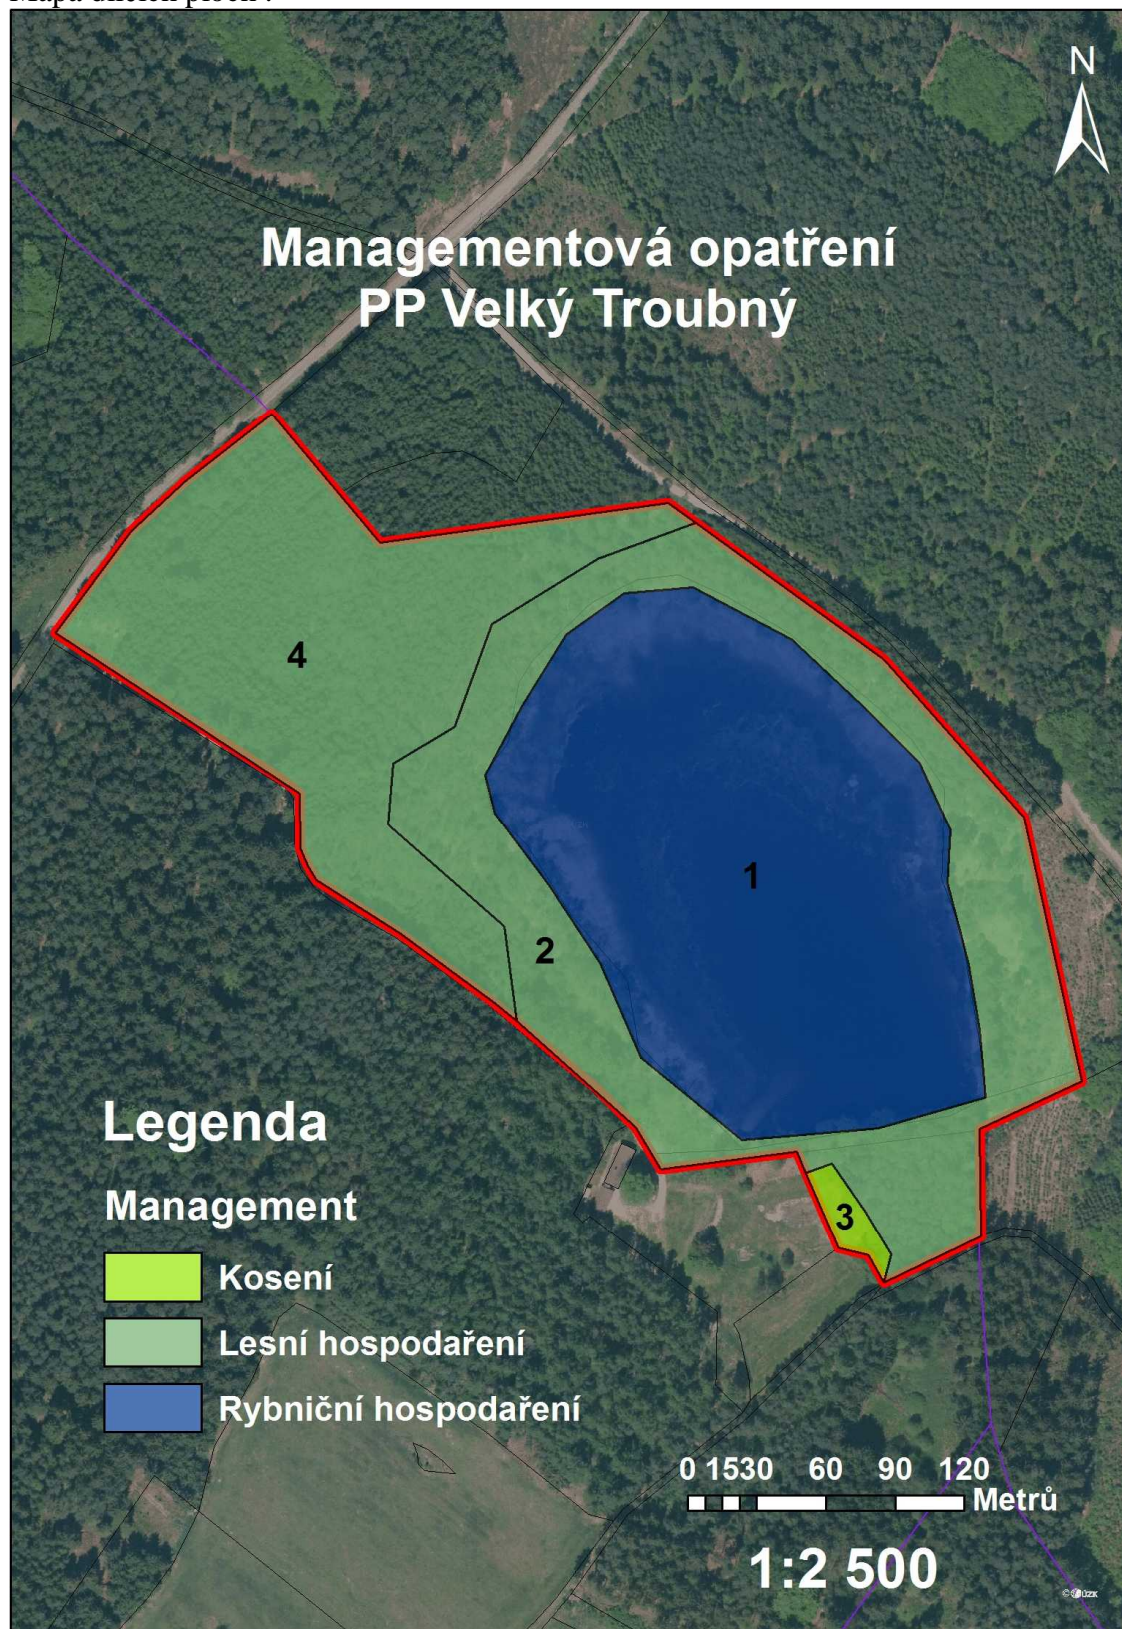 N
Managementová opatření
PP Velký Troubný
4
1
2
3
Legenda
Management
Kosení
Lesní hospodaření
Rybniční hospodaření
0 15 30 60 90 120
Metrů
1:2 500
© ČÚZK